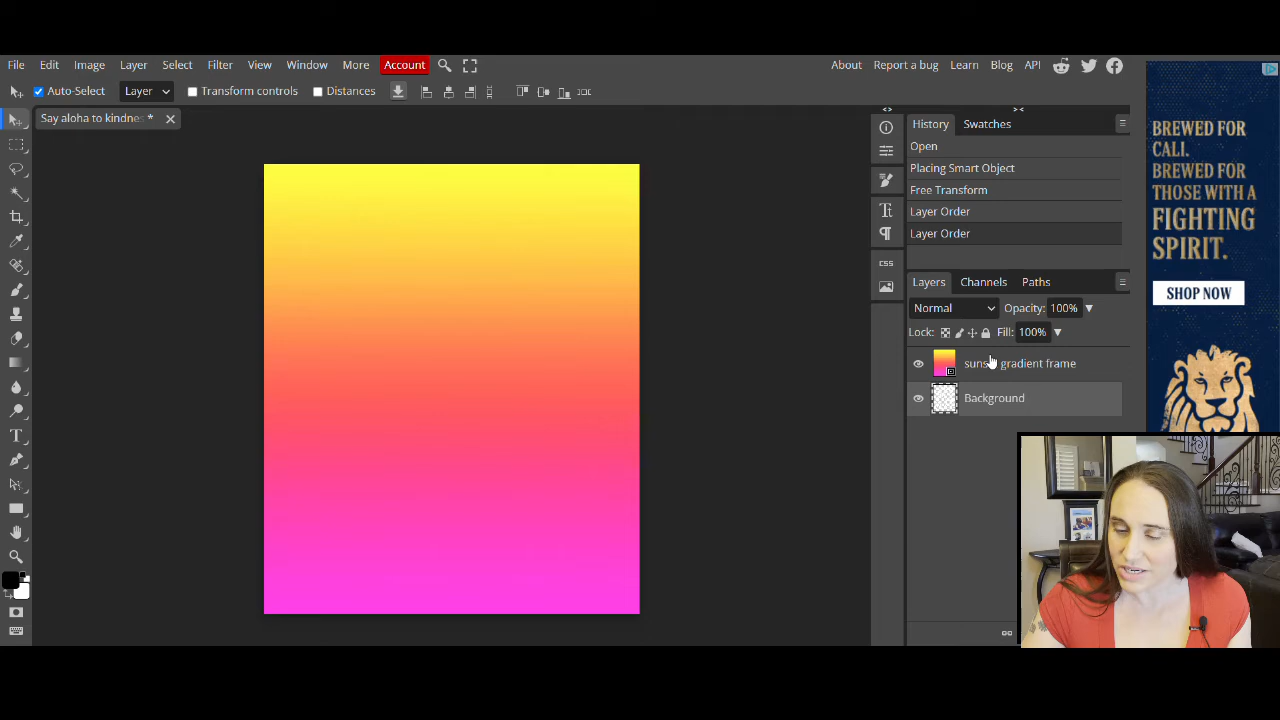 File Edit Image Layer Select Filter View Window More Account
About Report a bug Learn Blog API
Auto-Select Layer Transform controls Distances
Say aloha to kindnes *
History Swatches
Open
Placing Smart Object
Free Transform
Layer Order
Layer Order
CSS
Layers Channels Paths
Normal Opacity: 100%
Lock: Fill: 100%
gradient frame
Background
BREWED FOR
CALI.
BREWED FOR
THOSE WITH A
FIGHTING
SPIRIT.
SHOP NOW